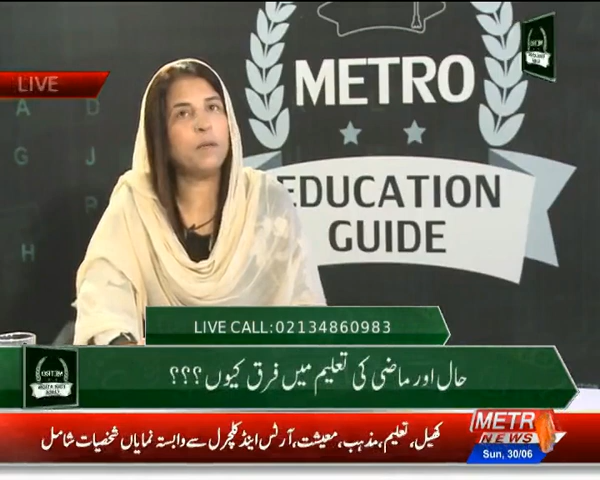 LIVE
A D
G J
P
H
METRO
EDUCATION
GUIDE
LIVE CALL:02134860983
حال اور ماضی کی تعلیم میں فرق کیوں؟؟؟
METRO
کھیل، تعلیم، مذہب، معیشت، آرٹس اینڈ کلچرل سے وابستہ نمایاں شخصیات شامل
METR
NEWS
Sun, 30/06